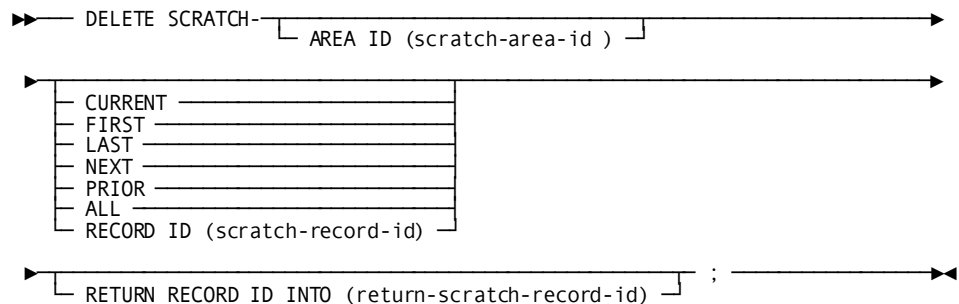 DELETE SCRATCH
AREA ID (scratch-area-id )
CURRENT
FIRST
LAST
NEXT
PRIOR
ALL
RECORD ID (scratch-record-id)
;
RETURN RECORD ID INTO (return-scratch-record-id)